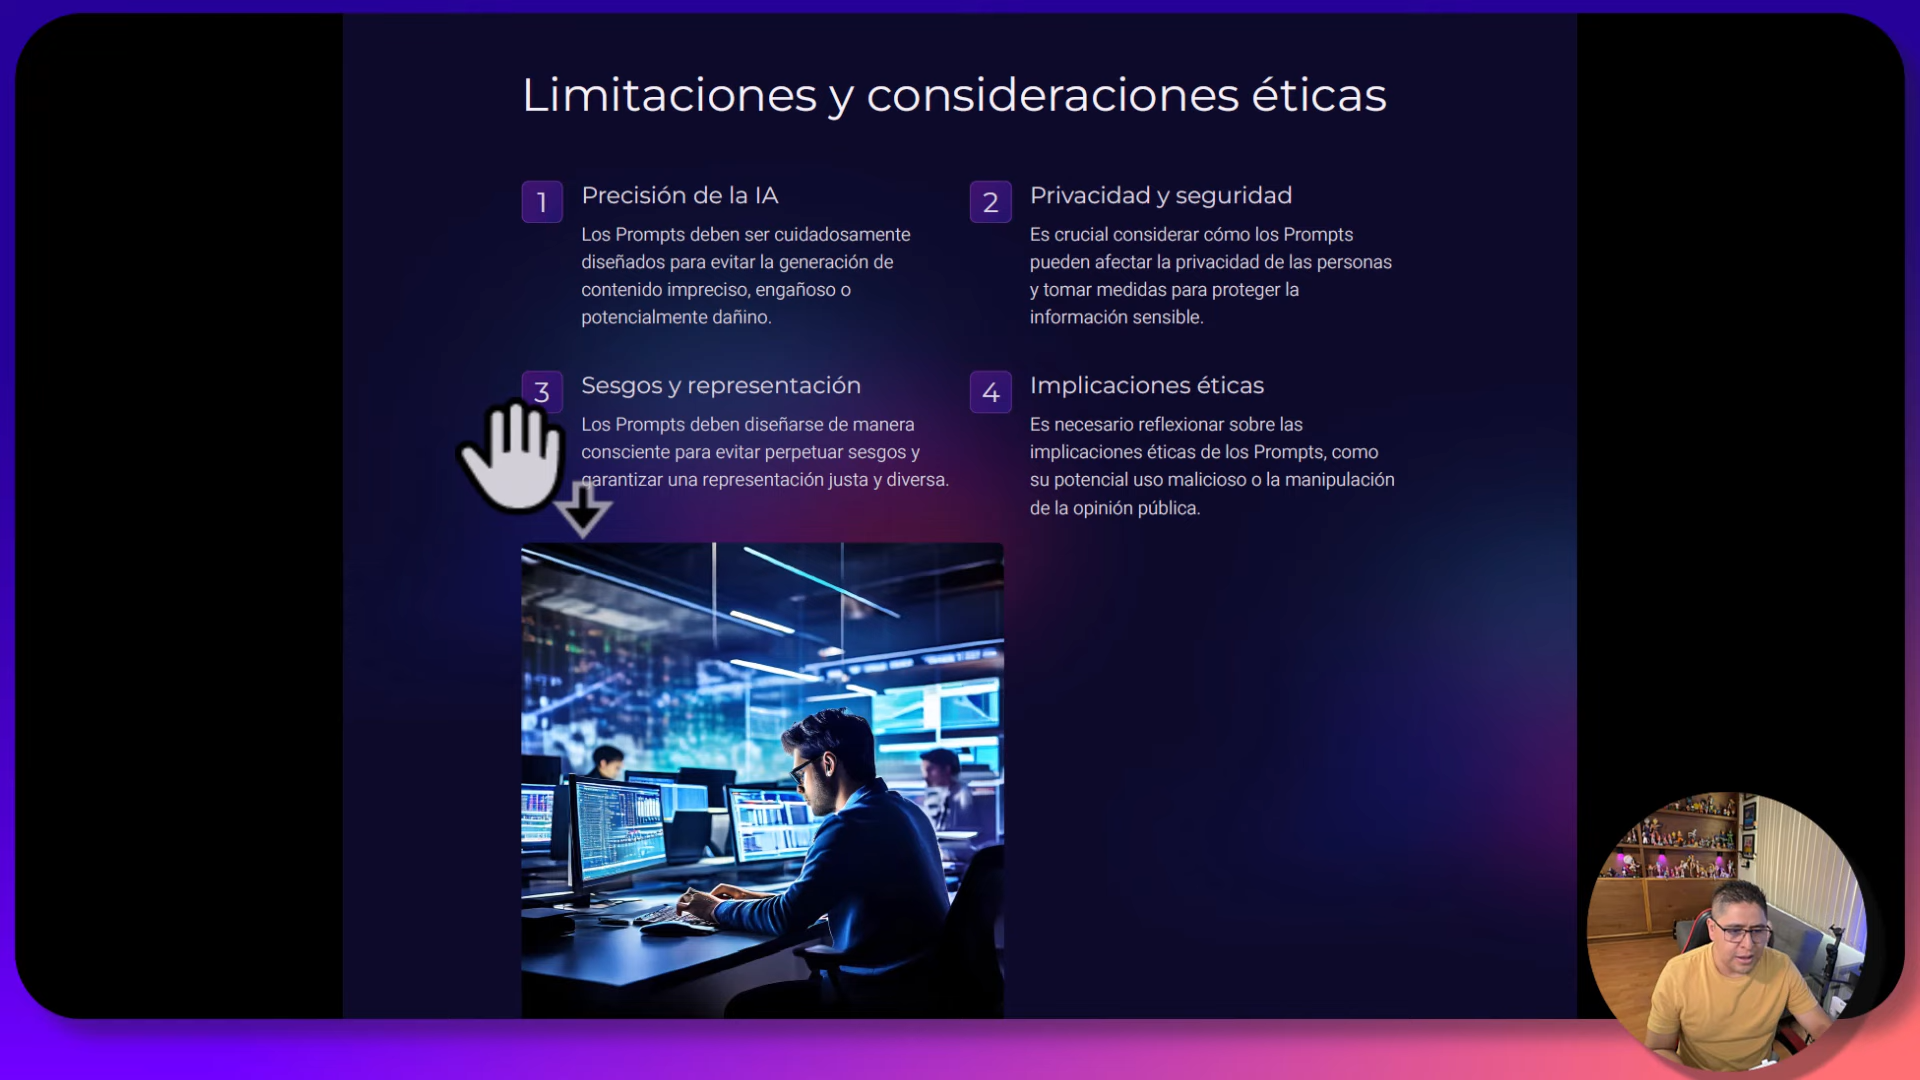 Limitaciones y consideraciones éticas
1
Precisión de la IA
Los Prompts deben ser cuidadosamente
diseñados para evitar la generación de
contenido impreciso, engañoso o
potencialmente dañino.
2
Privacidad y seguridad
Es crucial considerar cómo los Prompts
pueden afectar la privacidad de las personas
y tomar medidas para proteger la
información sensible.
3
Sesgos y representación
Los Prompts deben diseñarse de manera
consciente para evitar perpetuar sesgos y
garantizar una representación justa y diversa.
4
Implicaciones éticas
Es necesario reflexionar sobre las
implicaciones éticas de los Prompts, como
su potencial uso malicioso o la manipulación
de la opinión pública.